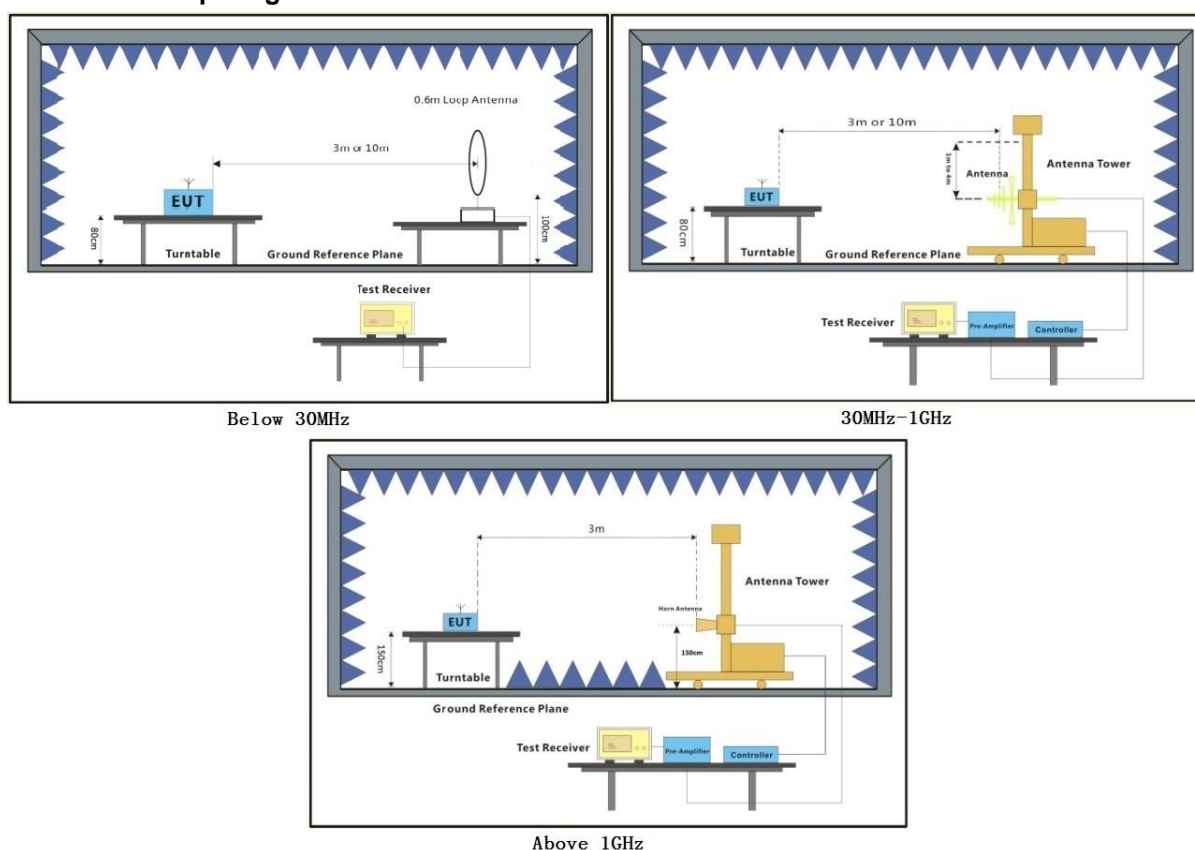 0.6m Loop Antenna
3m or 10m
EUT
80cm
100cm
Turntable
Ground Reference Plane
Test Receiver
Below 30MHz
3m or 10m
1m to 4m
Antenna Tower
Antenna
EUT
80cm
Turntable
Ground Reference Plane
Test Receiver
Pre-Amplifier
Controller
30MHz-1GHz
3m
Antenna Tower
Horn Antenna
EUT
150cm
150cm
Turntable
Ground Reference Plane
Test Receiver
Pre-Amplifier
Controller
Above 1GHz